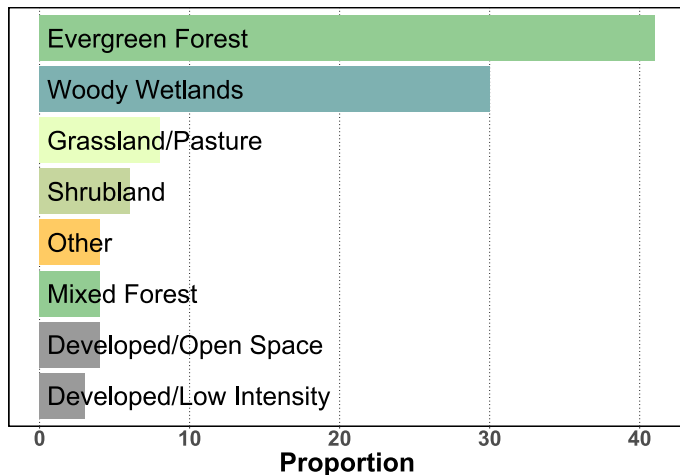 Evergreen Forest
Woody Wetlands
Grassland/Pasture
Shrubland
Other
Mixed Forest
Developed/Open Space
Developed/Low Intensity
0 10 20 30 40
Proportion